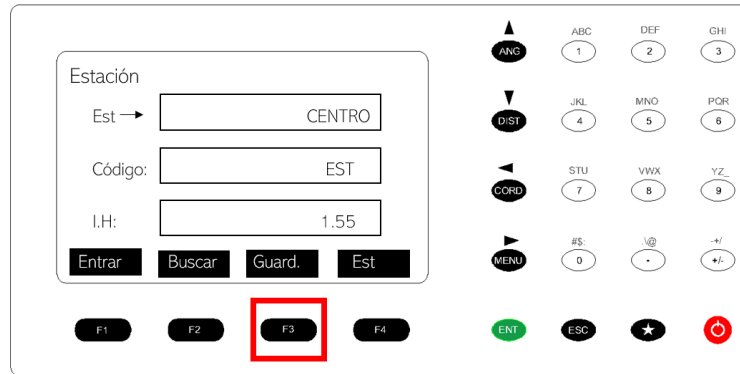 Estación
Est
CENTRO
Código:
EST
I.H:
1.55
Entrar
Buscar
Guard.
Est
F1
F2
F3
F4
ABC
DEF
GHI
ANG
1
2
3
JKL
MNO
PQR
DIST
4
5
6
STU
VWX
YZ_
CORD
7
8
9
#$:
.\@
-+/
MENU
0
-
+/-
ENT
ESC